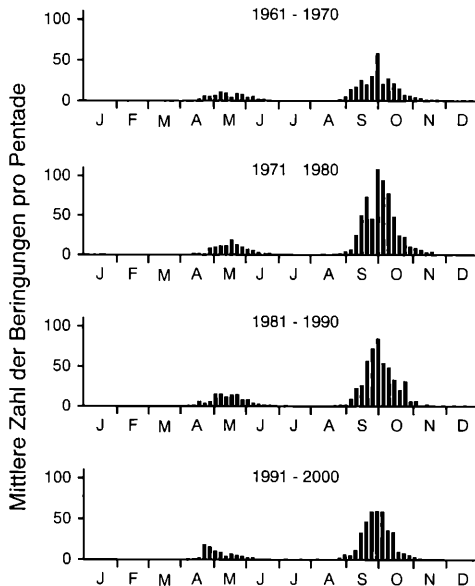 Mittlere Zahl der Beringungen pro Pentade
1961 - 1970
100
50
0
J F M A M J J A S O N D
1971 1980
100
50
0
J F M A M J J A S O N D
1981 - 1990
100
50
0
J F M A M J J A S O N D
1991 - 2000
100
50
0
J F M A M J J A S O N D